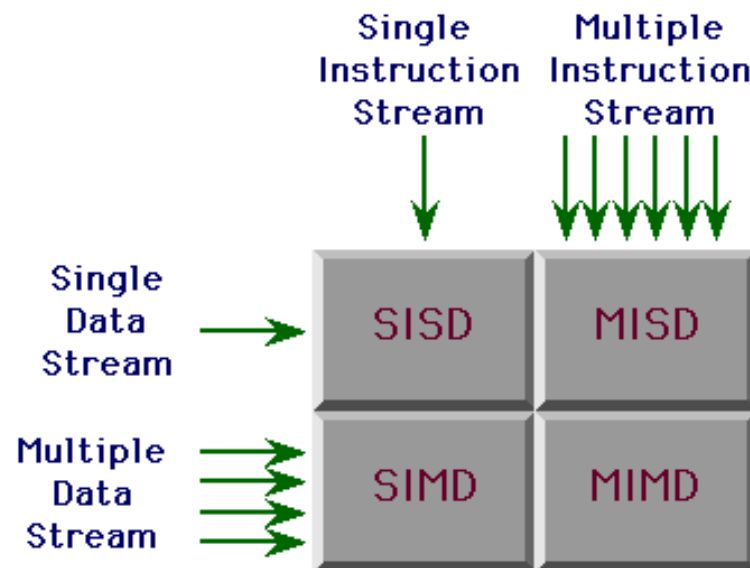 Single
Instruction
Stream
Multiple
Instruction
Stream
Single
Data
Stream
SISD
MISD
Multiple
Data
Stream
SIMD
MIMD